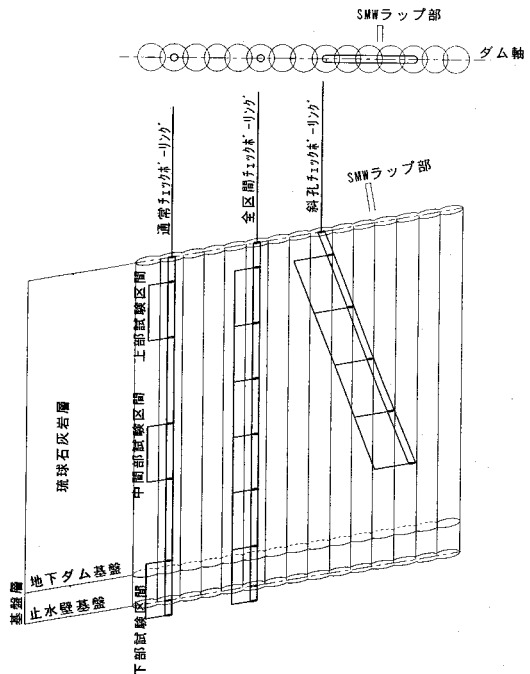 SMWラップ部
ダム軸
通常チェックボーリング
全区間チェックボーリング
斜孔チェックボーリング
SMWラップ部
上部試験区間
中間部試験区間
下部試験区間
琉球石灰岩層
基盤層
地下ダム基盤
止水壁基盤